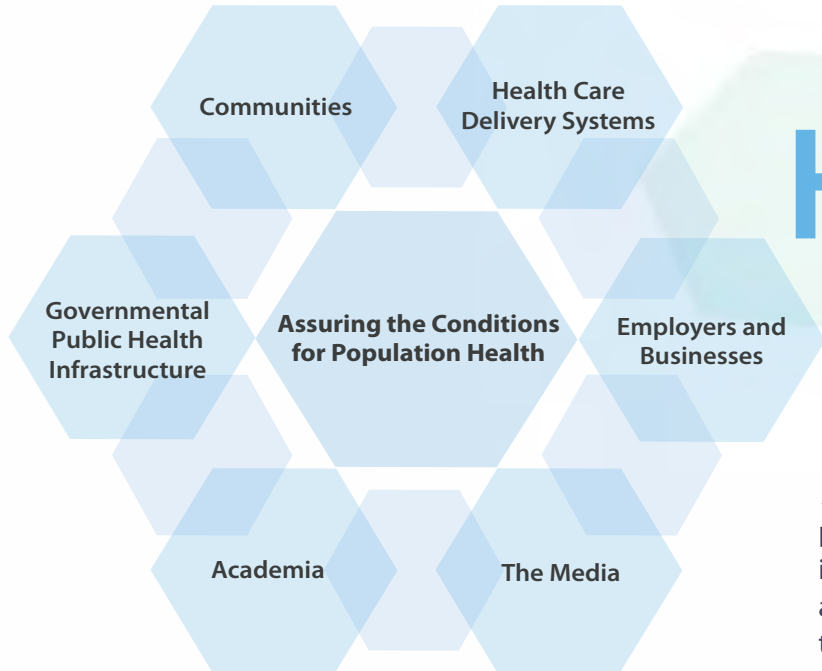 Communities
Health Care
Delivery Systems
Governmental
Public Health
Infrastructure
Assuring the Conditions
for Population Health
Employers and
Businesses
Academia
The Media